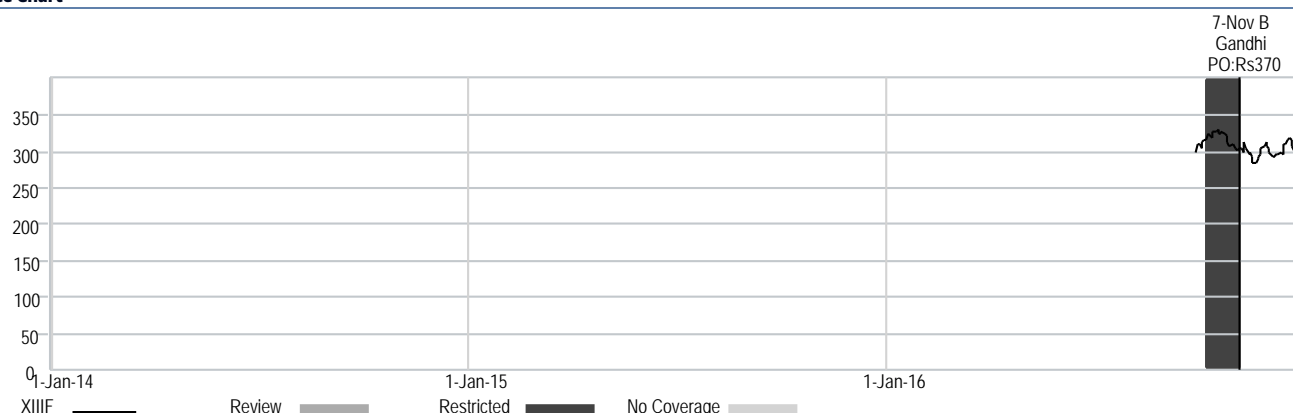 7-Nov B
Gandhi
PO:Rs370
350
300
250
200
150
100
50
0
1-Jan-14 1-Jan-15 1-Jan-16
XIIIF Review Restricted No Coverage